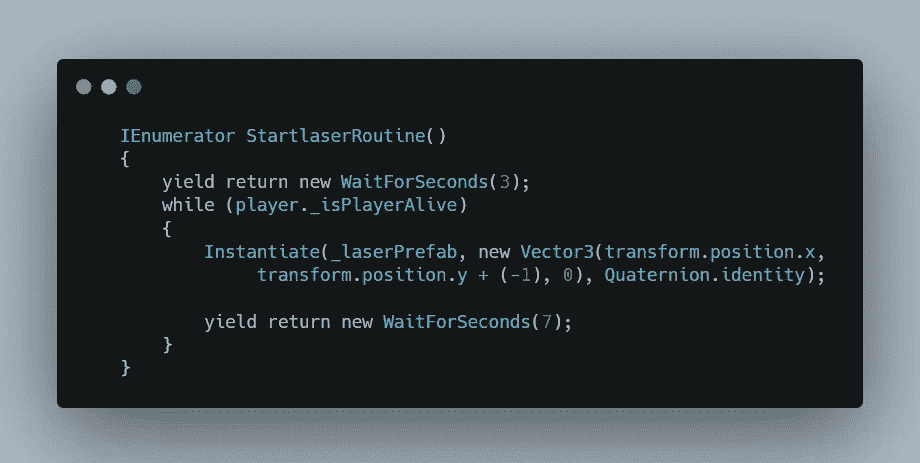 IEnumerator StartlaserRoutine()
{
    yield return new WaitForSeconds(3);
    while (player._isPlayerAlive)
    {
        Instantiate(_laserPrefab, new Vector3(transform.position.x,
             transform.position.y + (-1), 0), Quaternion.identity);
        yield return new WaitForSeconds(7);
    }
}